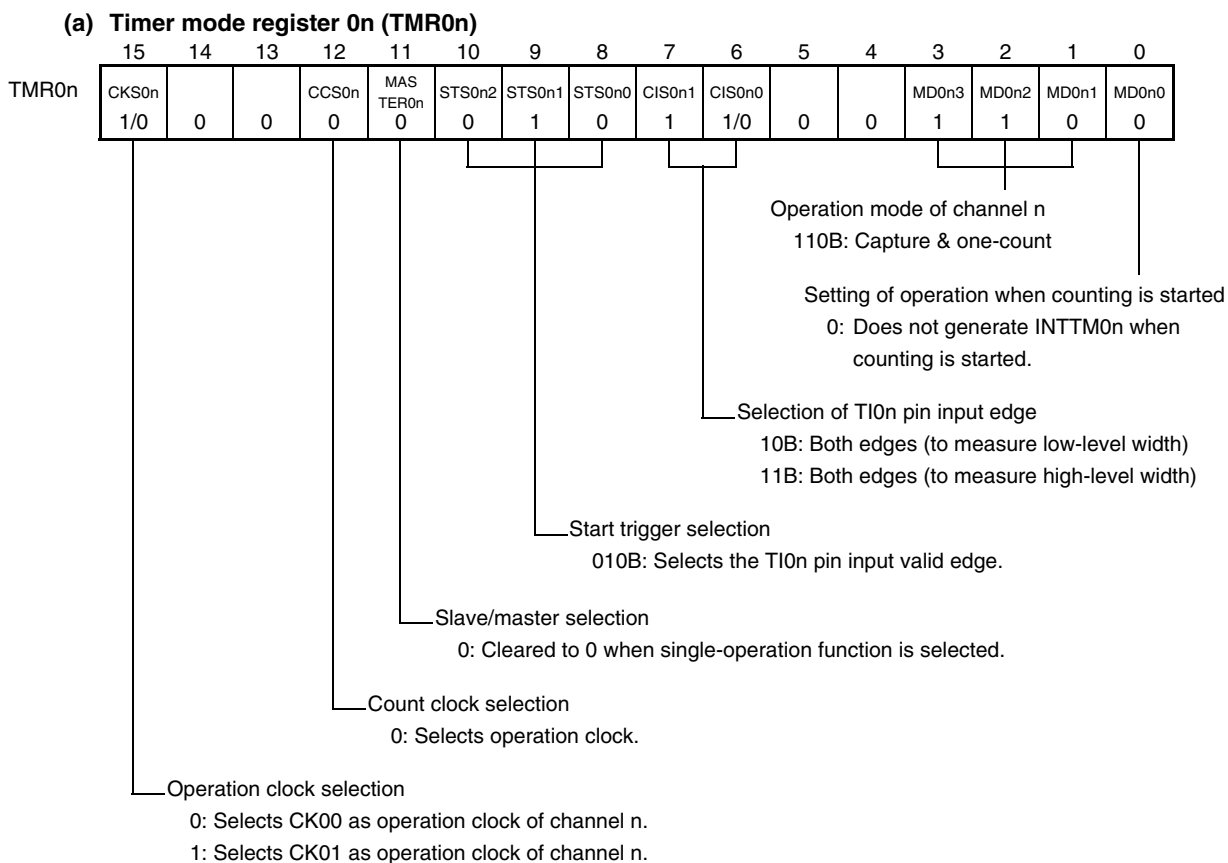 (a) Timer mode register 0n (TMR0n)
15 14 13 12 11 10 9 8 7 6 5 4 3 2 1 0
TMR0n CKS0n CCS0n MAS TER0n STS0n2 STS0n1 STS0n0 CIS0n1 CIS0n0 MD0n3 MD0n2 MD0n1 MD0n0
1/0 0 0 0 0 0 1 0 1 1/0 0 0 1 1 0 0
Operation mode of channel n
110B: Capture & one-count
Setting of operation when counting is started
0: Does not generate INTTM0n when
counting is started.
Selection of TI0n pin input edge
10B: Both edges (to measure low-level width)
11B: Both edges (to measure high-level width)
Start trigger selection
010B: Selects the TI0n pin input valid edge.
Slave/master selection
0: Cleared to 0 when single-operation function is selected.
Count clock selection
0: Selects operation clock.
Operation clock selection
0: Selects CK00 as operation clock of channel n.
1: Selects CK01 as operation clock of channel n.